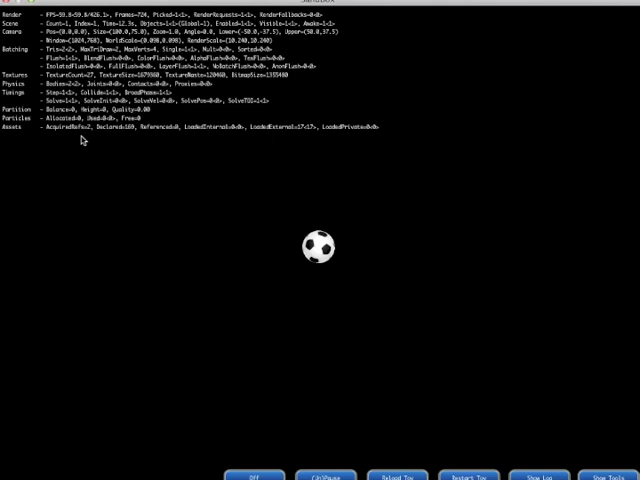 Sandbox
Render - FPS=59.8<59.8/426.1>, Frames=724, Picked=1<1>, RenderRequests=1<1>, RenderFallbacks=0<0>
Scene - Count=1, Index=1, Time=12.3s, Objects=1<1>(Global=1), Enabled=1<1>, Visible=1<1>, Awake=1<1>
Camera - Pos=(0.0,0.0), Size=(100.0,75.0), Zoom=1.0, Angle=0.0, Lower=(-50.0,-37.5), Upper=(50.0,37.5)
- Window=(1024,768), WorldScale=(0.098,0.098), RenderScale=(10.240,10.240)
Batching - Tris=2<2>, MaxTriDraw=2, MaxVerts=4, Single=1<1>, Mult=0<0>, Sorted=0<0>
- Flush=1<1>, BlendFlush=0<0>, ColorFlush=0<0>, AlphaFlush=0<0>, TexFlush=0<0>
- IsolatedFlush=0<0>, FullFlush=0<0>, LayerFlush=1<1>, NoBatchFlush=0<0>, AnonFlush=0<0>
Textures - TextureCount=27, TextureSize=1679360, TextureWaste=120460, BitmapSize=1355480
Physics - Bodies=2<2>, Joints=0<0>, Contacts=0<0>, Proxies=0<0>
Timings - Step=1<1>, Collide=1<1>, BroadPhase=1<1>
- Solve=1<1>, SolveInit=0<0>, SolveVel=0<0>, SolvePos=0<0>, SolveTOI=1<1>
Partition - Balance=0, Height=0, Quality=0.00
Particles - Allocated=0, Used=0<0>, Free=0
Assets - AcquiredRefs=2, Declared=169, Referenced=8, LoadedInternal=0<0>, LoadedExternal=17<17>, LoadedPrivate=0<0>
Off
(Un)Pause
Reload Toy
Restart Toy
Show Log
Show Tools